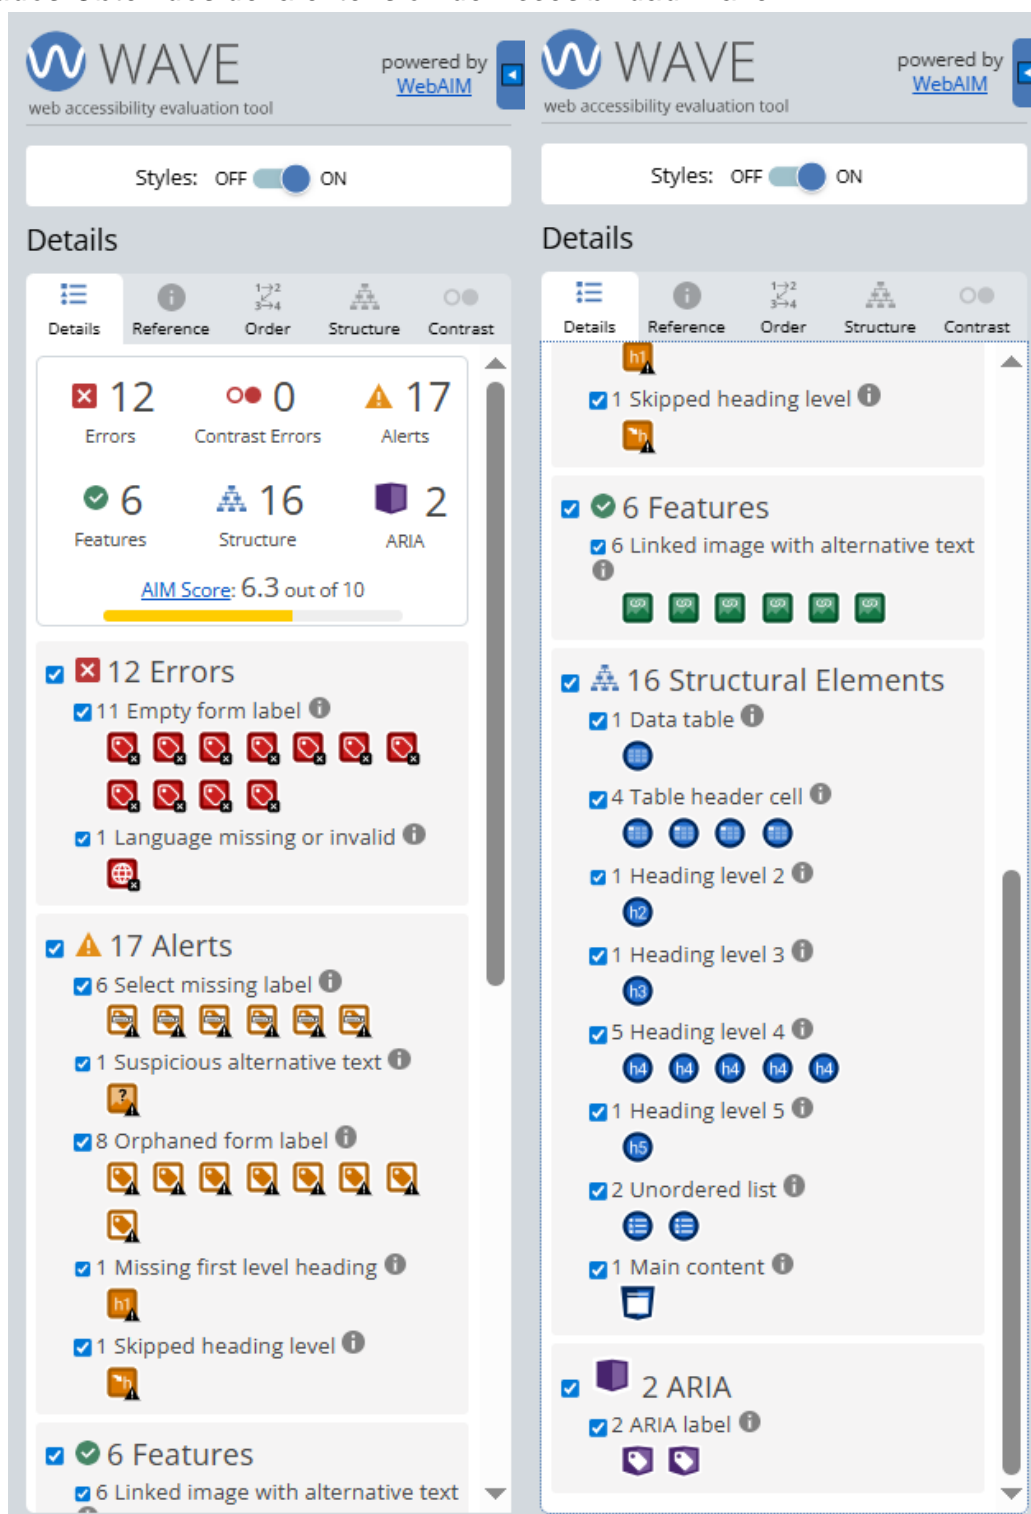 WAVE
powered by
WebAIM
web accessibility evaluation tool
Styles: OFF ON
Details
Details
Reference
1 2
3 4
Order
Structure
Contrast
12
Errors
0
Contrast Errors
17
Alerts
6
Features
16
Structure
2
ARIA
AIM Score: 6.3 out of 10
12 Errors
11 Empty form label
1 Language missing or invalid
17 Alerts
6 Select missing label
1 Suspicious alternative text
?
8 Orphaned form label
1 Missing first level heading
h1
1 Skipped heading level
h
6 Features
6 Linked image with alternative text
WAVE
powered by
WebAIM
web accessibility evaluation tool
Styles: OFF ON
Details
Details
Reference
1 2
3 4
Order
Structure
Contrast
h1
1 Skipped heading level
h
6 Features
6 Linked image with alternative text
16 Structural Elements
1 Data table
4 Table header cell
1 Heading level 2
h2
1 Heading level 3
h3
5 Heading level 4
h4 h4 h4 h4 h4
1 Heading level 5
h5
2 Unordered list
1 Main content
2 ARIA
2 ARIA label